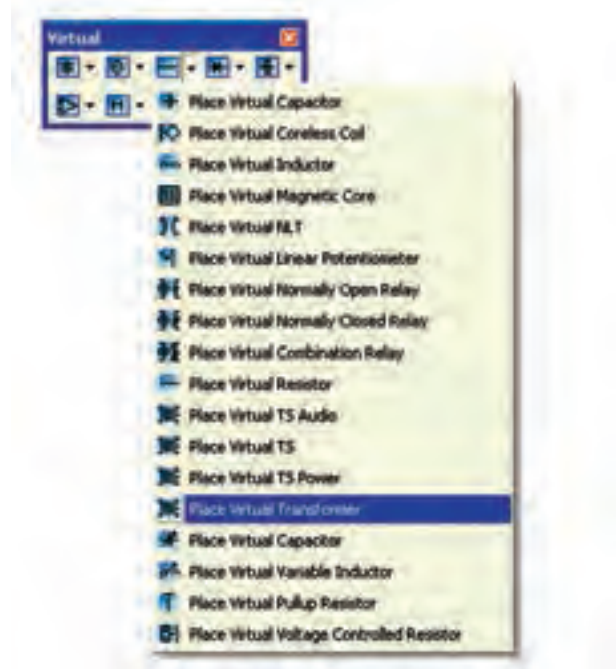 Virtual
Place Virtual Capacitor
Place Virtual Coreless Coil
Place Virtual Inductor
Place Virtual Magnetic Core
Place Virtual NLT
Place Virtual Linear Potentiometer
Place Virtual Normally Open Relay
Place Virtual Normally Closed Relay
Place Virtual Combination Relay
Place Virtual Resistor
Place Virtual TS Audio
Place Virtual TS
Place Virtual TS Power
Place Virtual Transformer
Place Virtual Capacitor
Place Virtual Variable Inductor
Place Virtual Pullup Resistor
Place Virtual Voltage Controlled Resistor